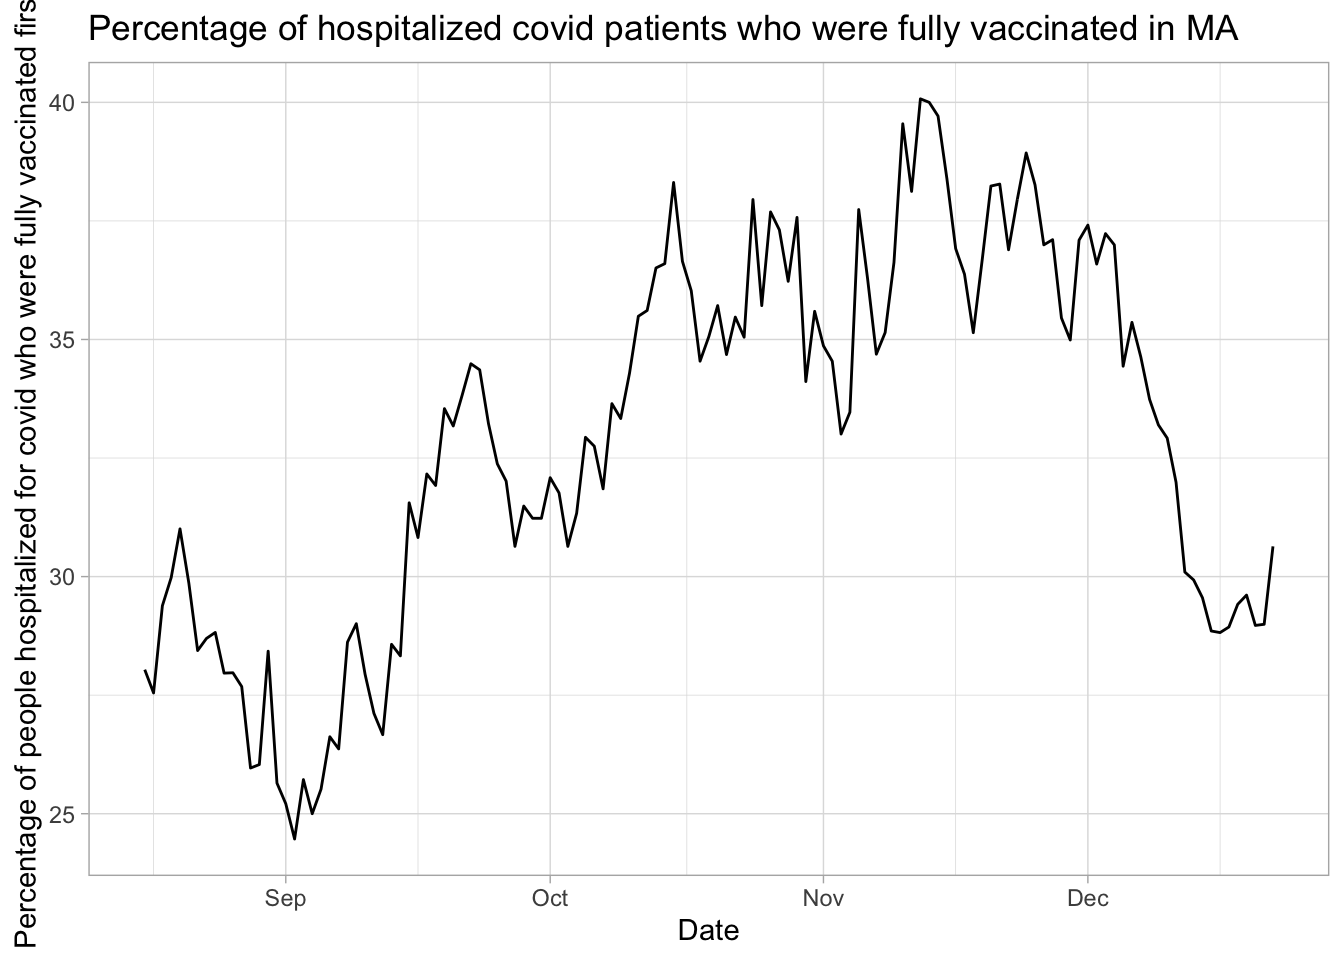 Percentage of hospitalized covid patients who were fully vaccinated in MA
Percentage of people hospitalized for covid who were fully vaccinated
40
35
30
25
Sep Oct Nov Dec
Date